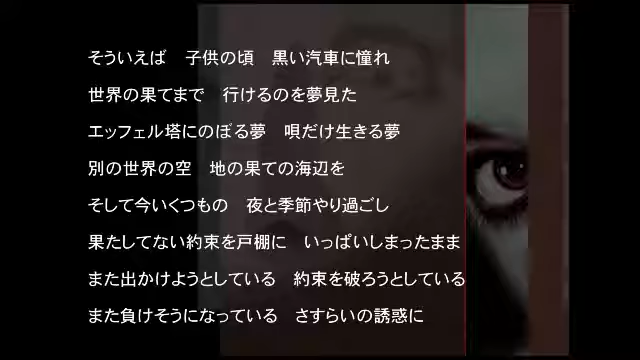 そういえば　子供の頃　黒い汽車に憧れ
世界の果てまで　行けるのを夢見た
エッフェル塔にのぼる夢　唄だけ生きる夢
別の世界の空　地の果ての海辺を
そして今いくつもの　夜と季節やり過ごし
果たしてない約束を戸棚に　いっぱいしまったまま
また出かけようとしている　約束を破ろうとしている
また負けそうになっている　さすらいの誘惑に